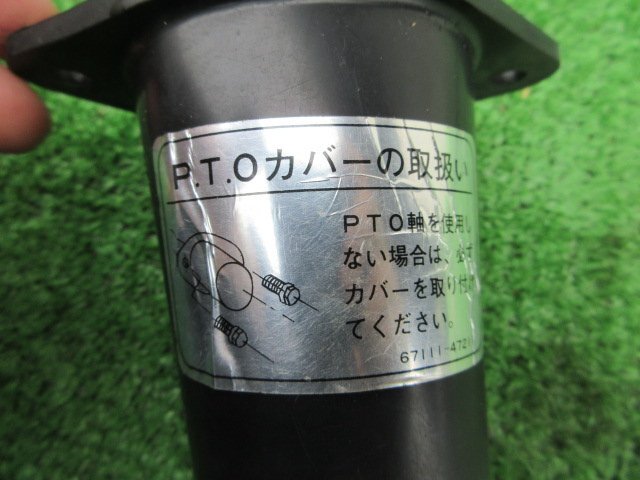 P.T.Oカバーの取扱い
PTO軸を使用し
ない場合は、必ず
カバーを取り付け
てください。
67111-472